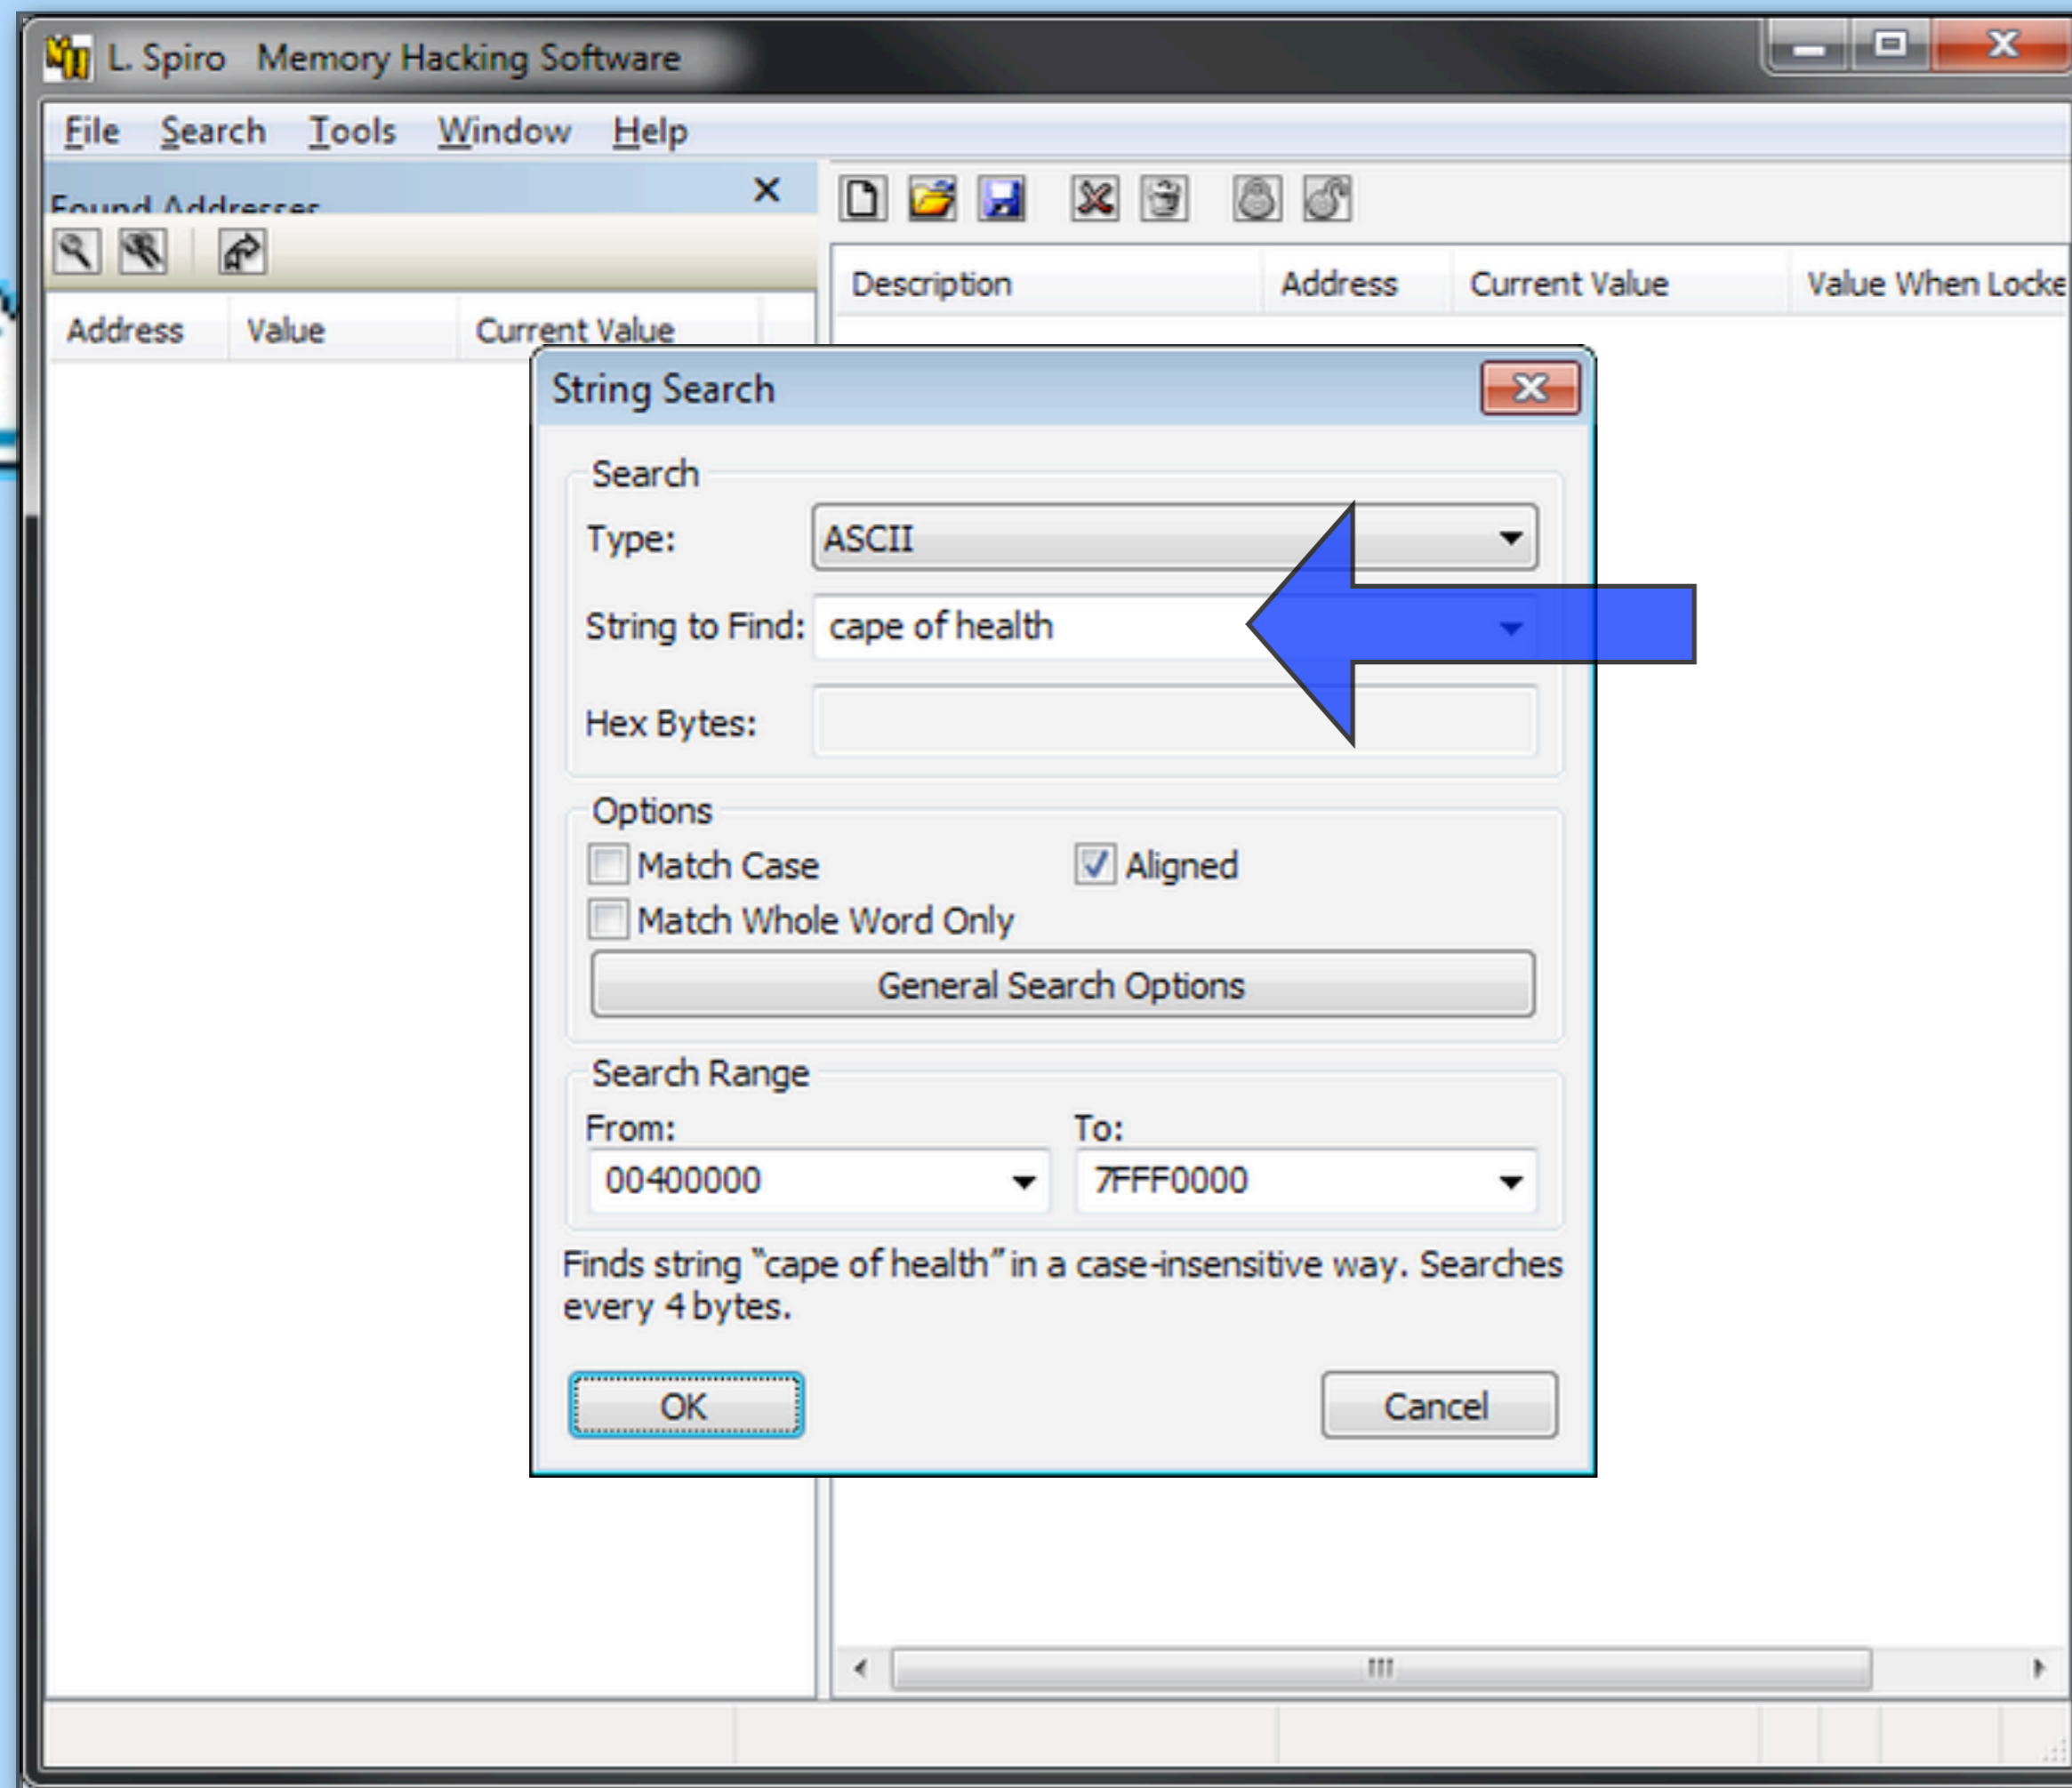 L. Spiro Memory Hacking Software
File Search Tools Window Help
Found Addresses
Address Value Current Value
Description Address Current Value Value When Locke
String Search
Search
Type: ASCII
String to Find: cape of health
Hex Bytes:
Options
Match Case Aligned
Match Whole Word Only
General Search Options
Search Range
From: To:
00400000 7FFF0000
Finds string "cape of health" in a case-insensitive way. Searches
every 4 bytes.
OK Cancel